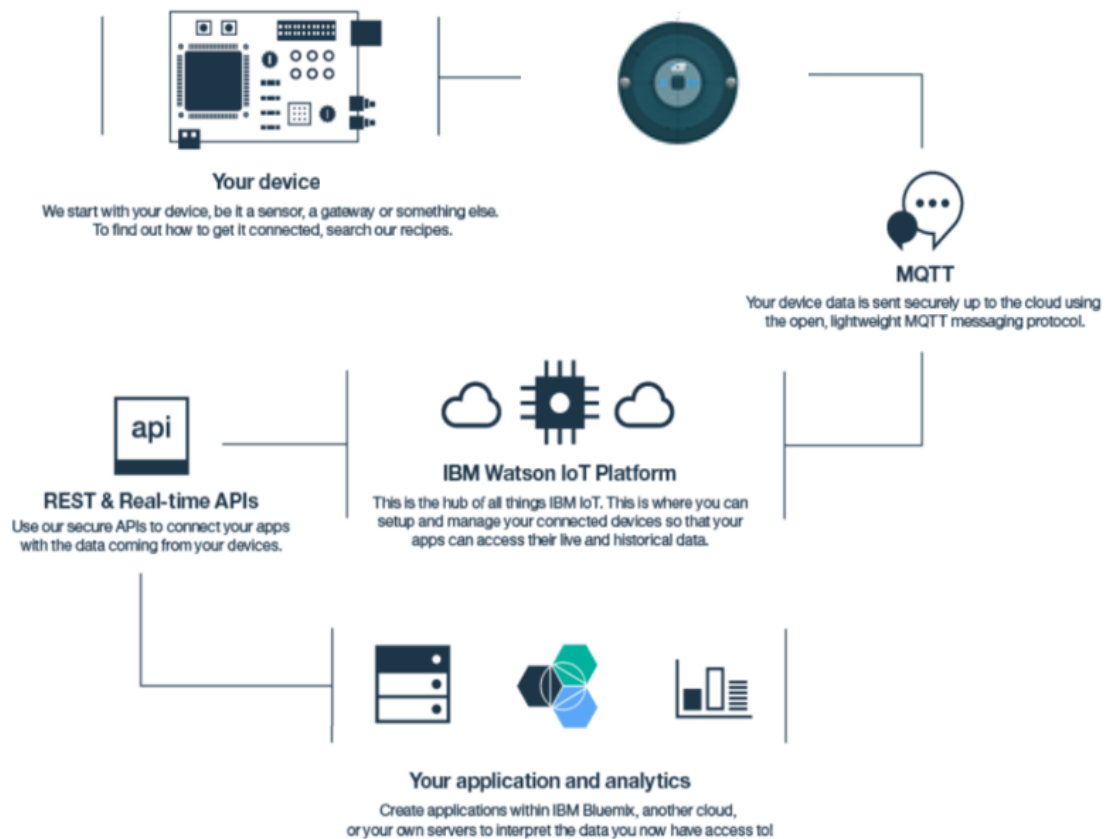 Your device
We start with your device, be it a sensor, a gateway or something else.
To find out how to get it connected, search our recipes.
MQTT
Your device data is sent securely up to the cloud using
the open, lightweight MQTT messaging protocol.
api
REST & Real-time APIs
Use our secure APIs to connect your apps
with the data coming from your devices.
IBM Watson IoT Platform
This is the hub of all things IBM IoT. This is where you can
setup and manage your connected devices so that your
apps can access their live and historical data.
Your application and analytics
Create applications within IBM Bluemix, another cloud,
or your own servers to interpret the data you now have access to!